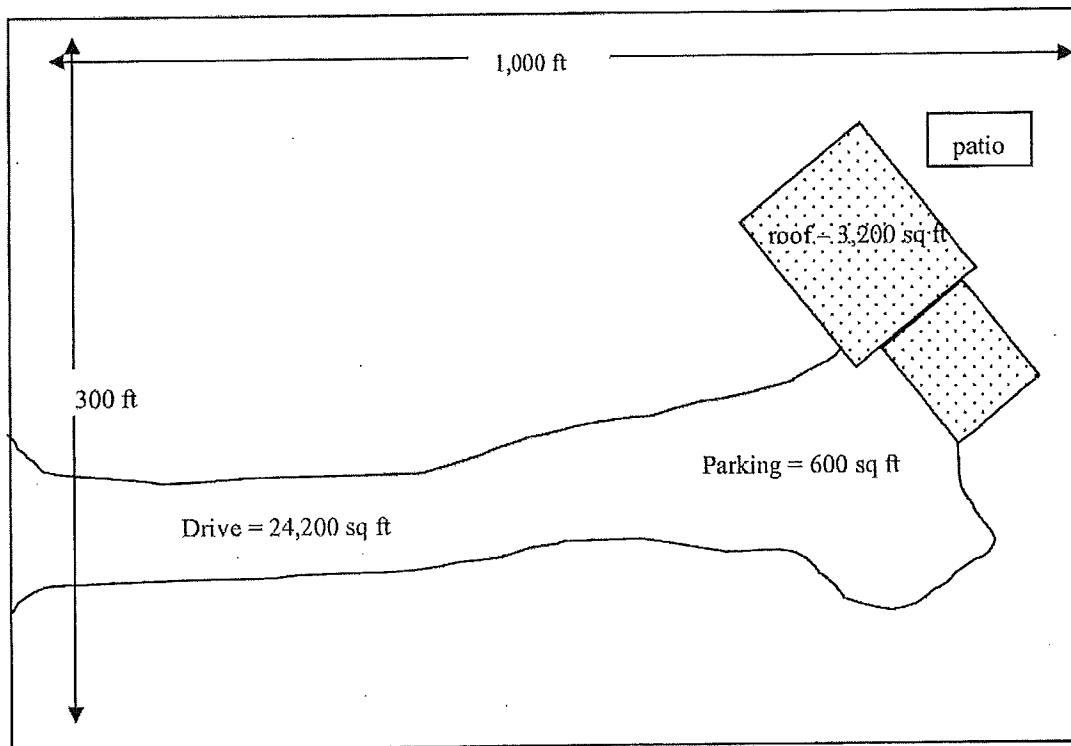 1,000 ft
patio
roof – 3,200 sq ft
300 ft
Parking = 600 sq ft
Drive = 24,200 sq ft